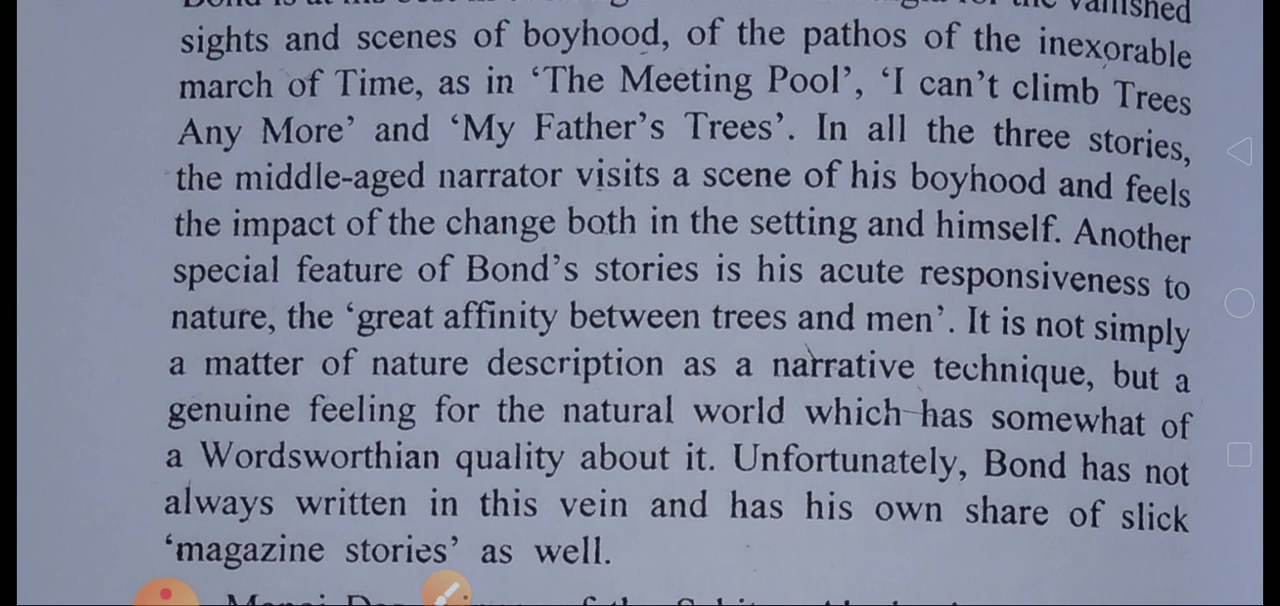 vanished
sights and scenes of boyhood, of the pathos of the inexorable
march of Time, as in ‘The Meeting Pool’, ‘I can’t climb Trees
Any More’ and ‘My Father’s Trees’. In all the three stories,
the middle-aged narrator visits a scene of his boyhood and feels
the impact of the change both in the setting and himself. Another
special feature of Bond’s stories is his acute responsiveness to
nature, the ‘great affinity between trees and men’. It is not simply
a matter of nature description as a narrative technique, but a
genuine feeling for the natural world which has somewhat of
a Wordsworthian quality about it. Unfortunately, Bond has not
always written in this vein and has his own share of slick
‘magazine stories’ as well.